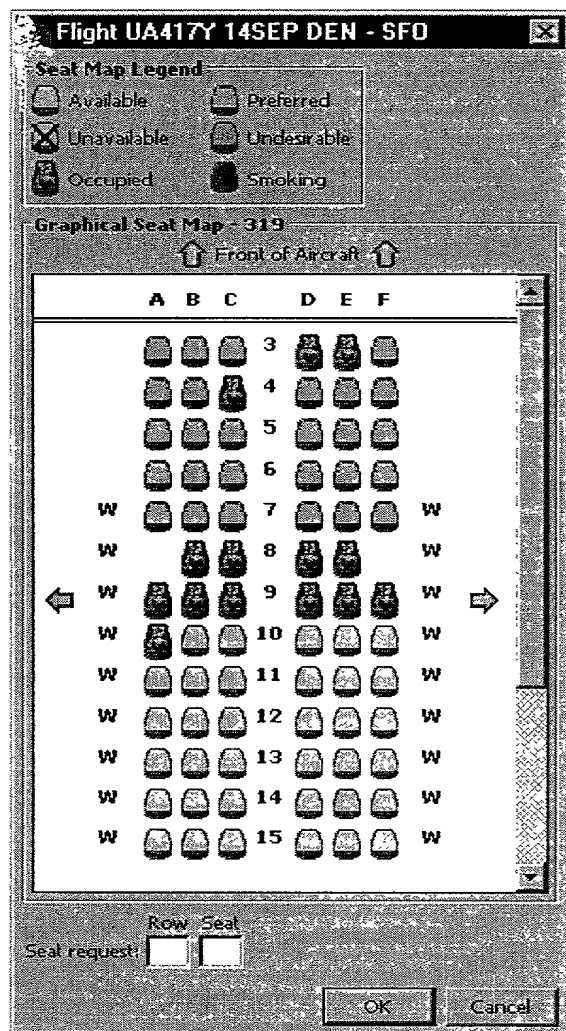 Flight UA417Y 14SEP DEN - SFO
Seat Map Legend
Available Preferred
Unavailable Undesirable
Occupied Smoking
Graphical Seat Map - 319
Front of Aircraft
A B C D E F
3
4
5
6
W 7 W
W 8 W
W 9 W
W 10 W
W 11 W
W 12 W
W 13 W
W 14 W
W 15 W
Row Seat
Seat request:
OK Cancel